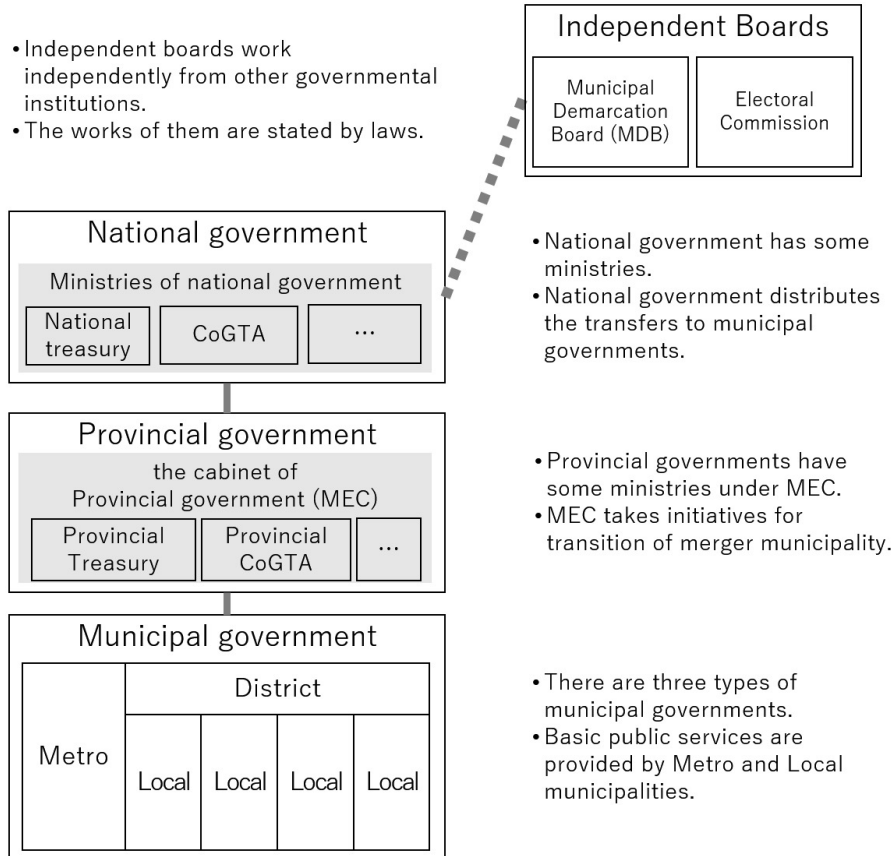 • Independent boards work
independently from other governmental
institutions.
• The works of them are stated by laws.
Independent Boards
Municipal
Demarcation
Board (MDB)
Electoral
Commission
National government
Ministries of national government
National
treasury
CoGTA
…
• National government has some
ministries.
• National government distributes
the transfers to municipal
governments.
Provincial government
the cabinet of
Provincial government (MEC)
Provincial
Treasury
Provincial
CoGTA
…
• Provincial governments have
some ministries under MEC.
• MEC takes initiatives for
transition of merger municipality.
Municipal government
Metro
District
Local
Local
Local
Local
• There are three types of
municipal governments.
• Basic public services are
provided by Metro and Local
municipalities.